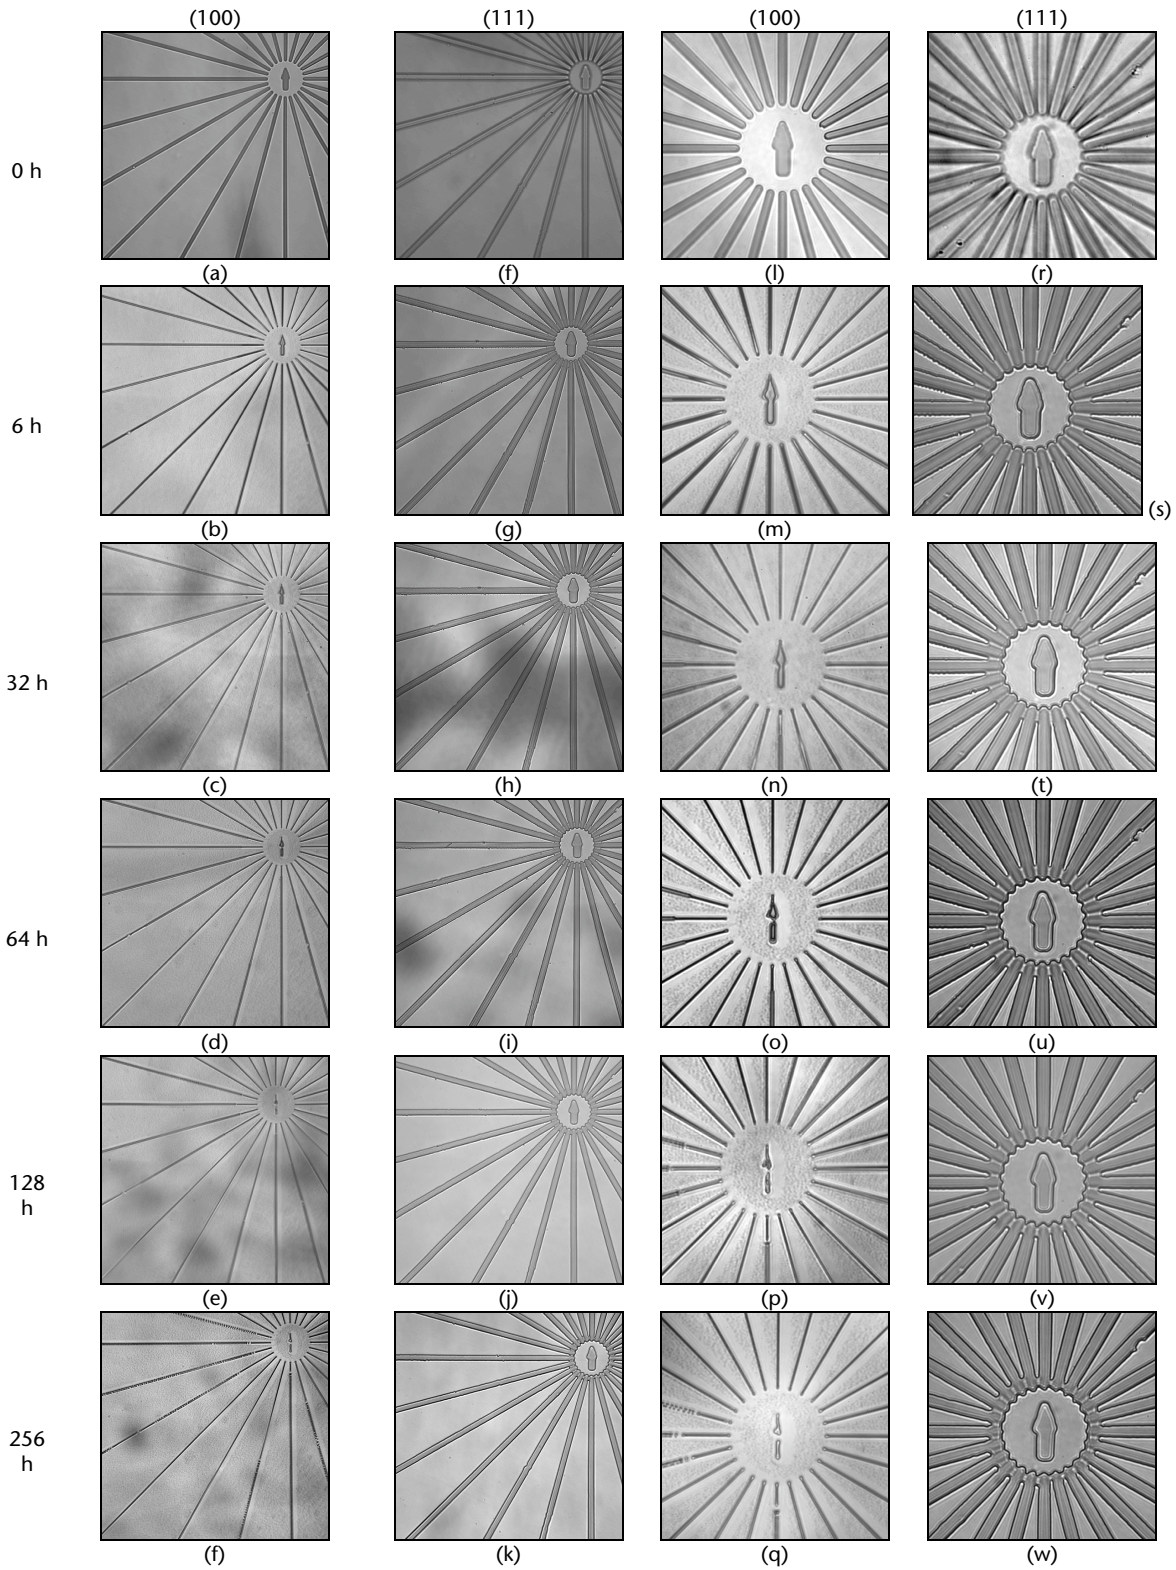 (100) (111) (100) (111)
0 h
(a) (f) (l) (r)
6 h
(s)
(b) (g) (m)
32 h
(c) (h) (n) (t)
64 h
(d) (i) (o) (u)
128
h
(e) (j) (p) (v)
256
h
(f) (k) (q) (w)